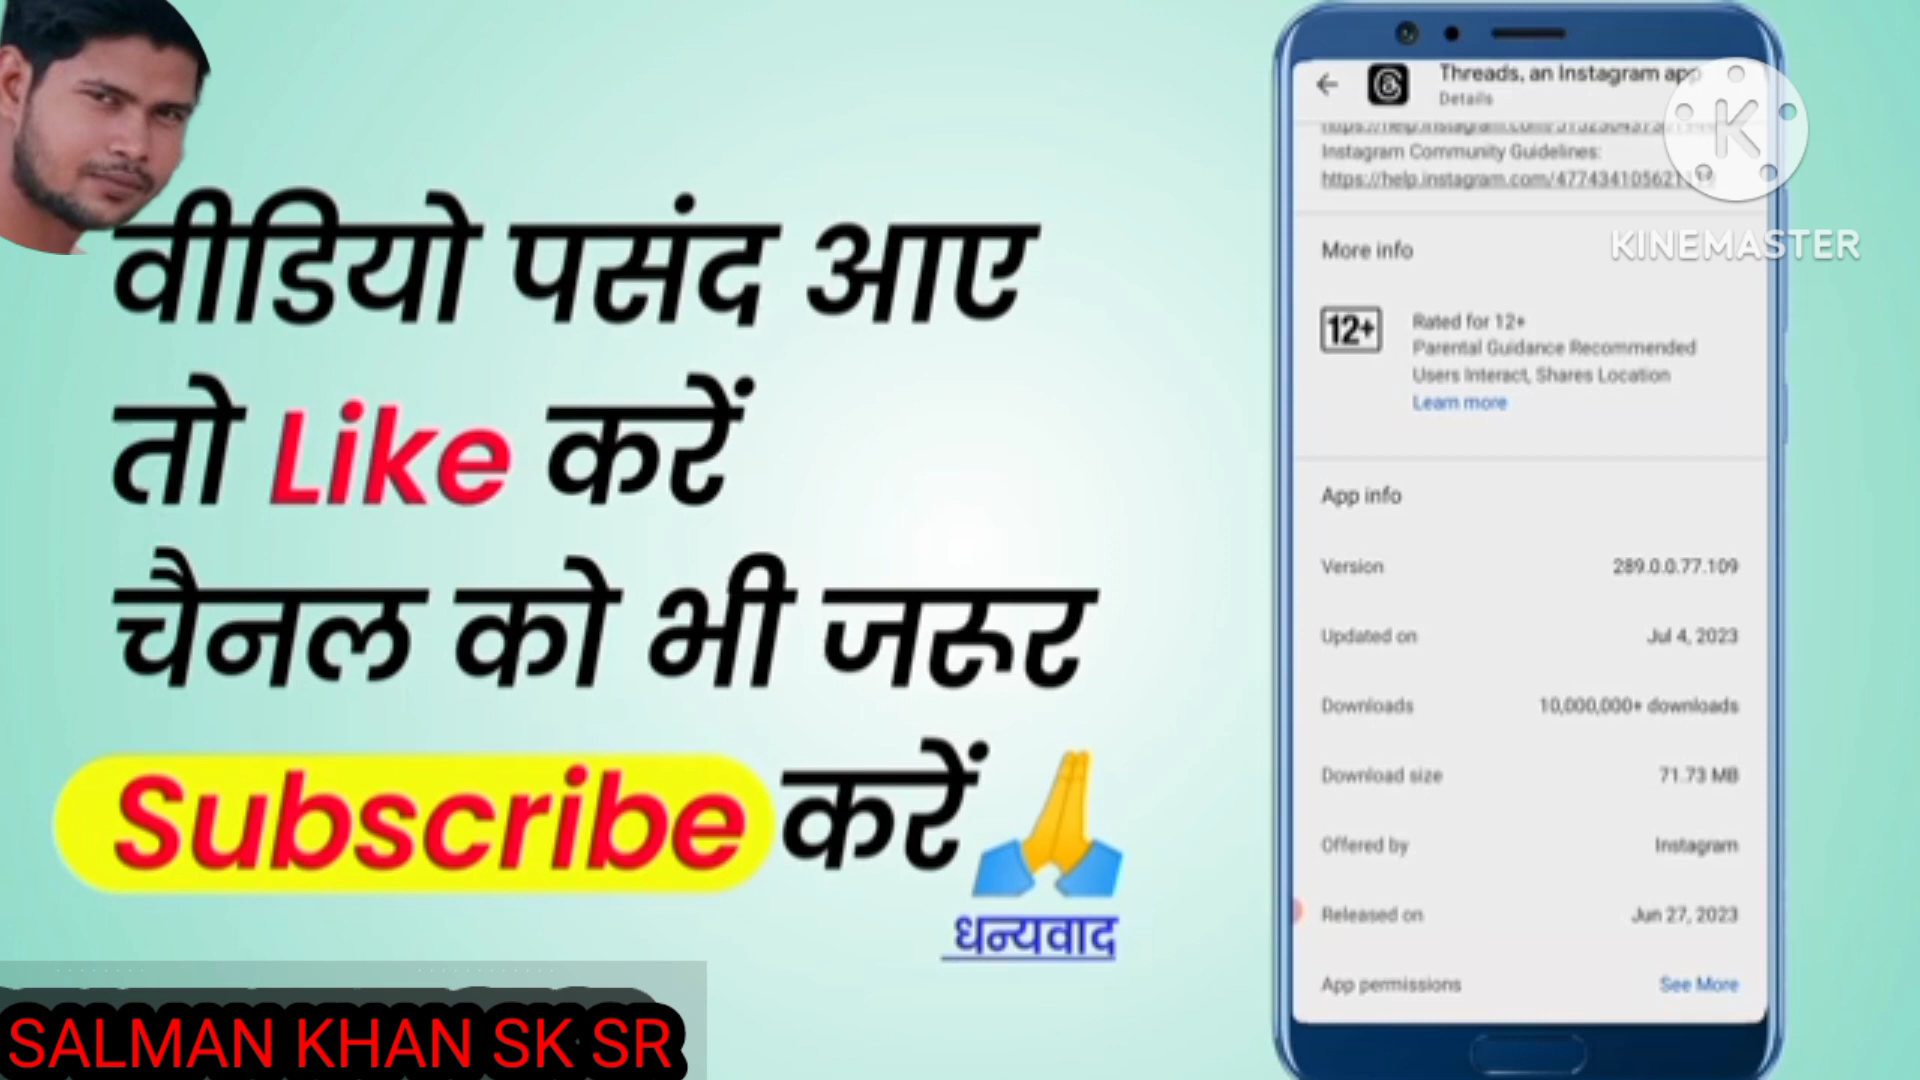 वीडियो पसंद आए
तो Like करें
चैनल को भी जरूर
Subscribe करें
धन्यवाद
SALMAN KHAN SK SR
Threads, an Instagram app
Details
Instagram Community Guidelines:
More info
12+
Rated for 12+
Parental Guidance Recommended
Users Interact, Shares Location
Learn more
App info
Version 289.0.0.77.109
Updated on Jul 4, 2023
Downloads 10,000,000+ downloads
Download size 71.73 MB
Offered by Instagram
Released on Jun 27, 2023
App permissions See More
K
KINEMASTER